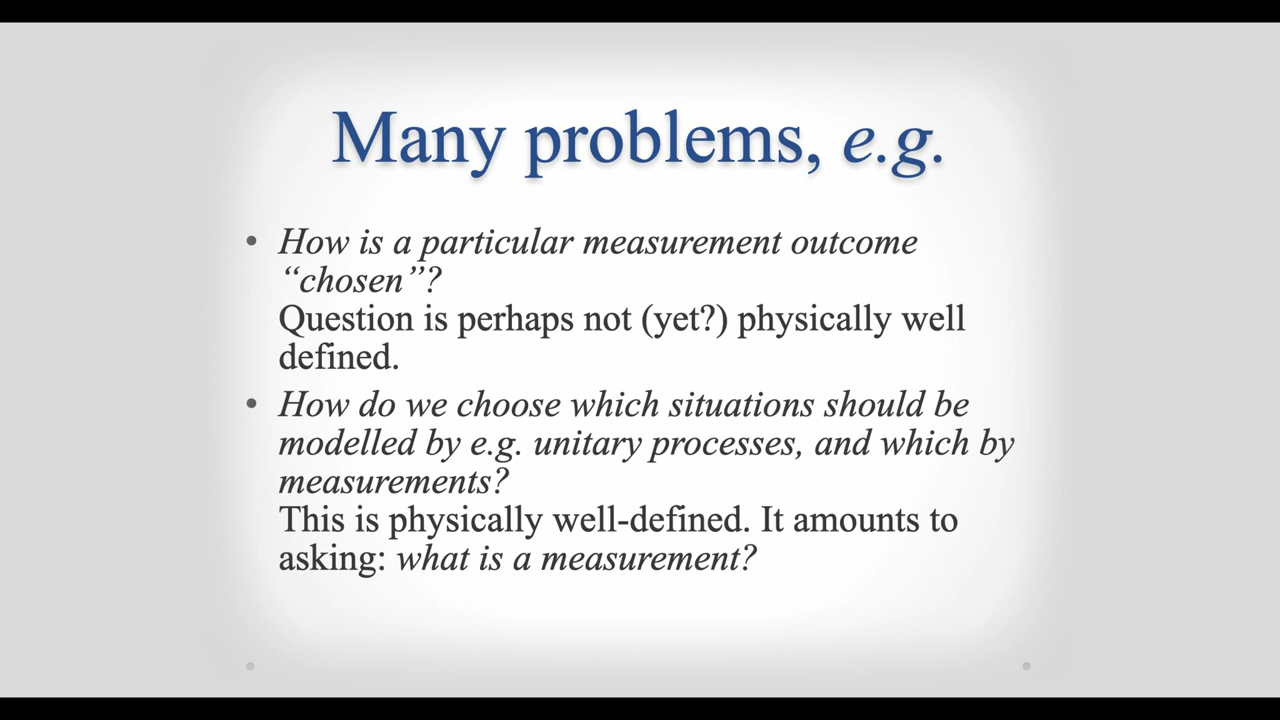 Many problems, e.g.
• How is a particular measurement outcome
“chosen”?
Question is perhaps not (yet?) physically well
defined.
• How do we choose which situations should be
modelled by e.g. unitary processes, and which by
measurements?
This is physically well-defined. It amounts to
asking: what is a measurement?